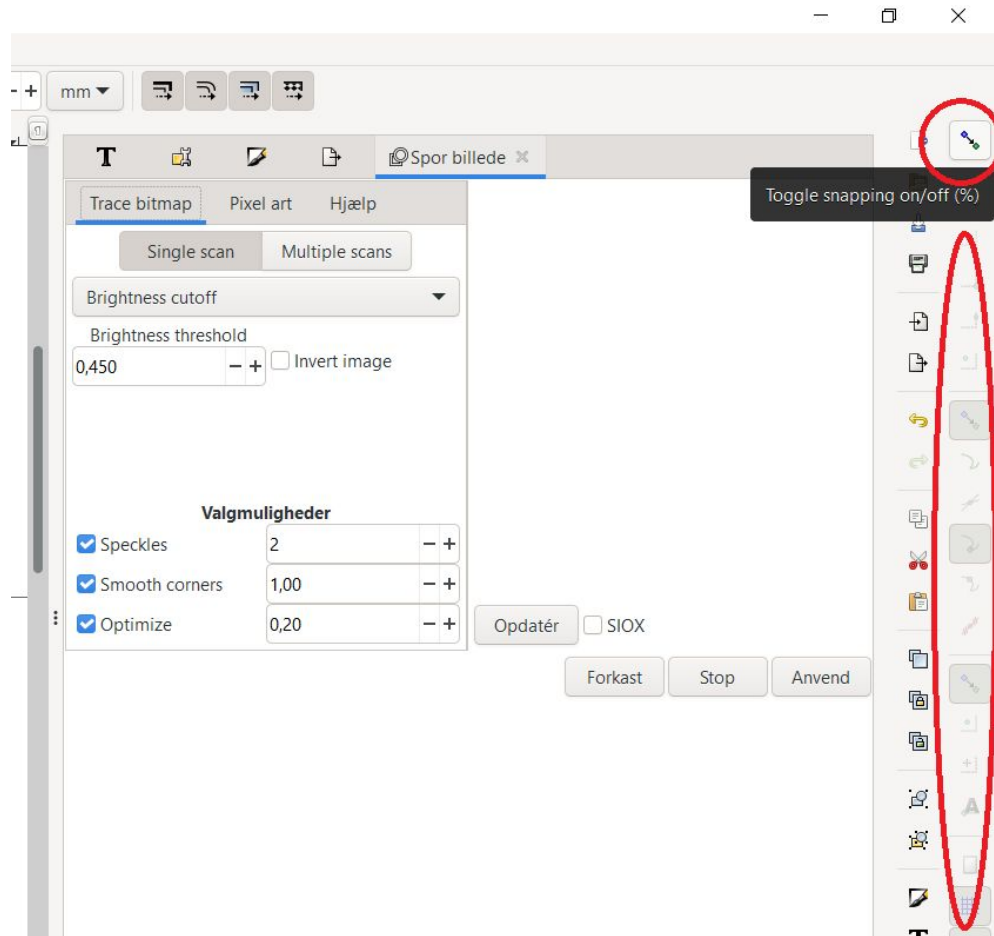 mm
T
Spor billede
Toggle snapping on/off (%)
Trace bitmap Pixel art Hjælp
Single scan Multiple scans
Brightness cutoff
Brightness threshold
0,450 - + Invert image
Valgmuligheder
Speckles 2 - +
Smooth corners 1,00 - +
Optimize 0,20 - +
Opdatér SIOX
Forkast Stop Anvend
A